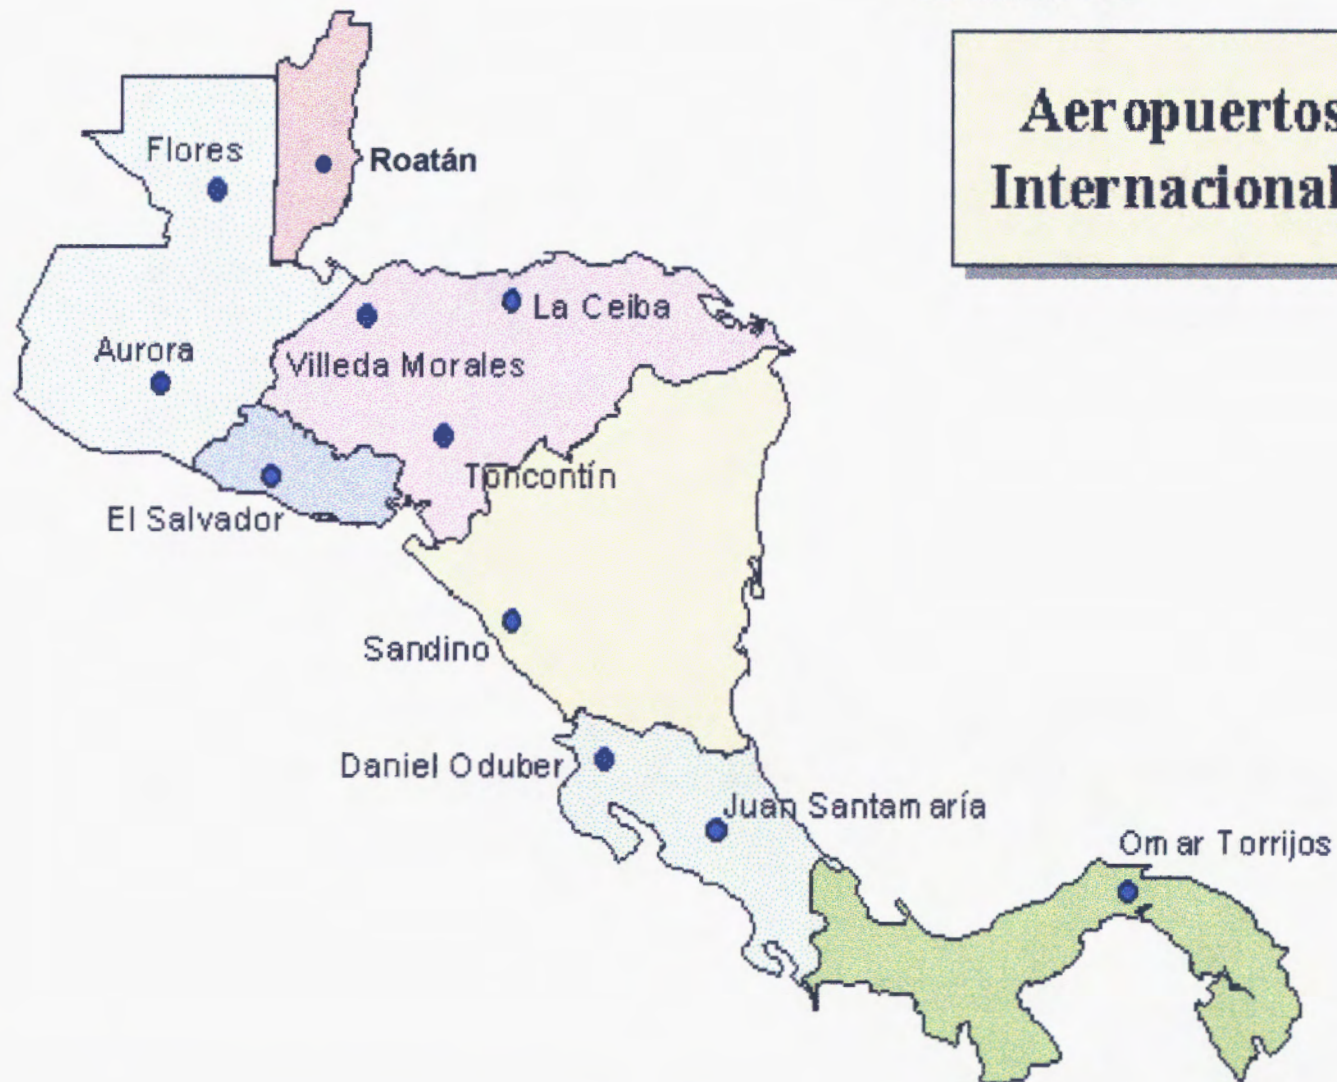 Aeropuertos
Internacional
Flores
Roatán
La Ceiba
Aurora
Villeda Morales
Toncontín
El Salvador
Sandino
Daniel Oduber
Juan Santamaría
Omar Torrijos